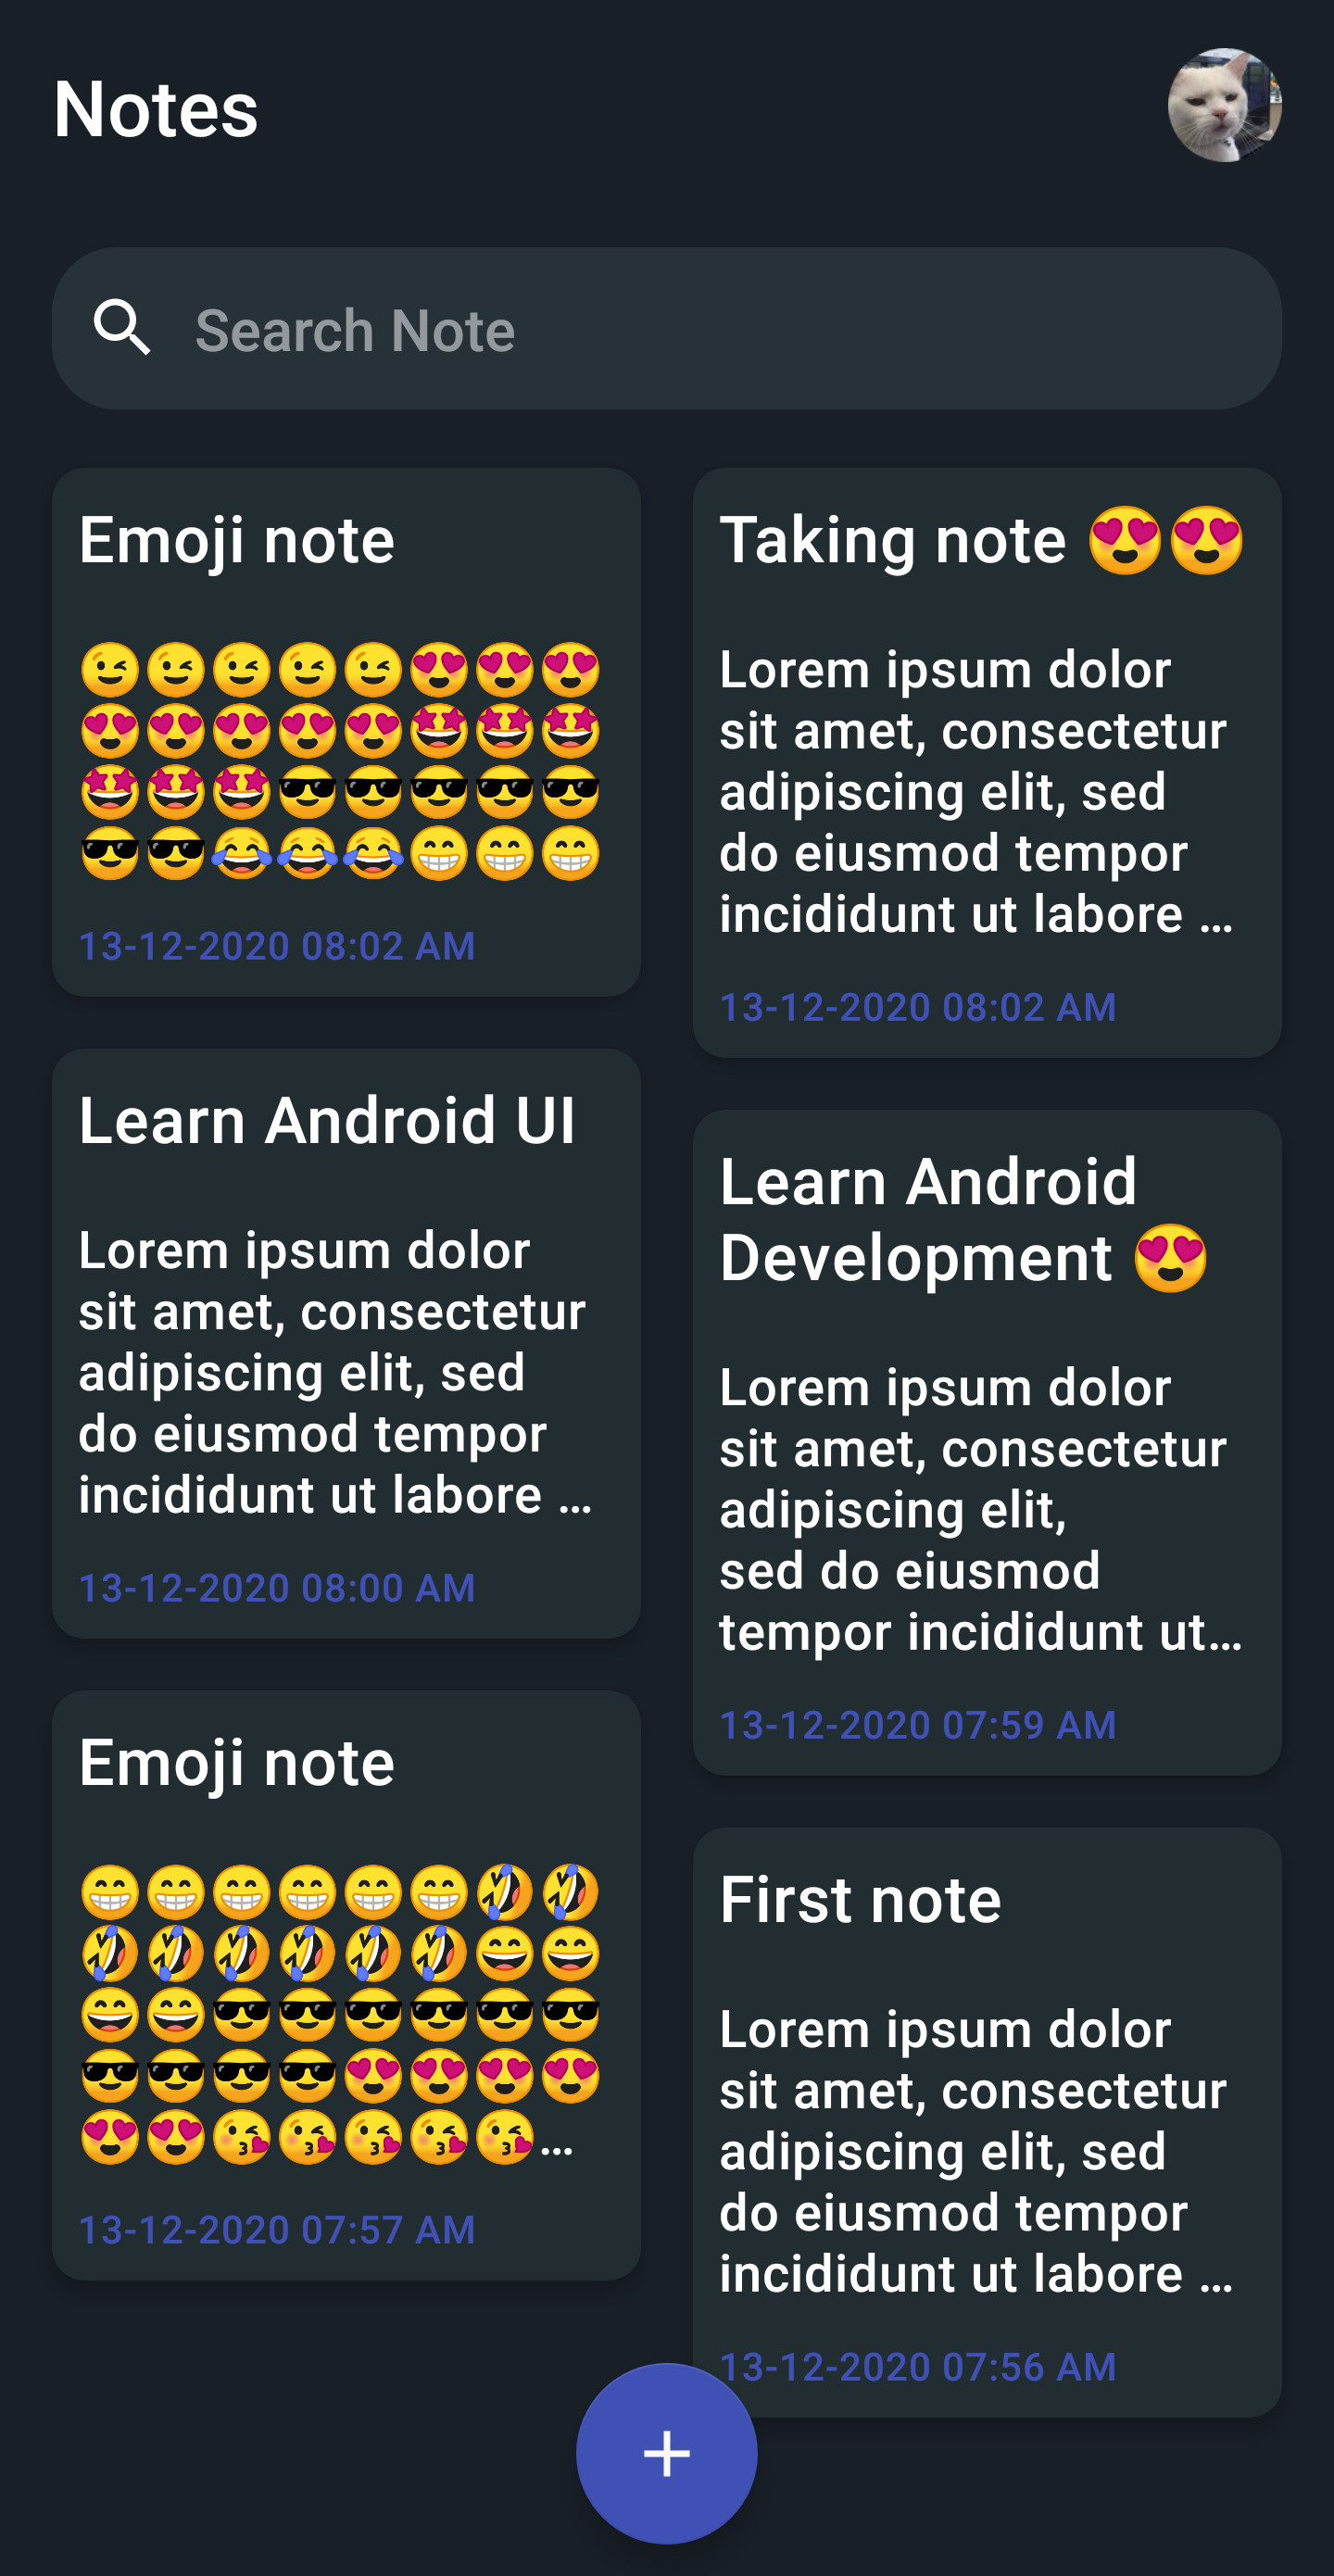 Notes
Search Note
Emoji note
😉😉😉😉😉😍😍😍
😍😍😍😍😍🤩🤩🤩
🤩🤩🤩😎😎😎😎😎
😎😎😂😂😂😁😁😁
13-12-2020 08:02 AM
Taking note 😍😍
Lorem ipsum dolor
sit amet, consectetur
adipiscing elit, sed
do eiusmod tempor
incididunt ut labore ...
13-12-2020 08:02 AM
Learn Android UI
Lorem ipsum dolor
sit amet, consectetur
adipiscing elit, sed
do eiusmod tempor
incididunt ut labore ...
13-12-2020 08:00 AM
Learn Android
Development 😍
Lorem ipsum dolor
sit amet, consectetur
adipiscing elit,
sed do eiusmod
tempor incididunt ut...
13-12-2020 07:59 AM
Emoji note
😁😁😁😁😁😁🤣🤣
🤣🤣🤣🤣🤣🤣😄😄
😄😄😎😎😎😎😎😎
😎😎😎😎😍😍😍😍
😍😍😘😘😘😘😘...
13-12-2020 07:57 AM
First note
Lorem ipsum dolor
sit amet, consectetur
adipiscing elit, sed
do eiusmod tempor
incididunt ut labore ...
13-12-2020 07:56 AM
+